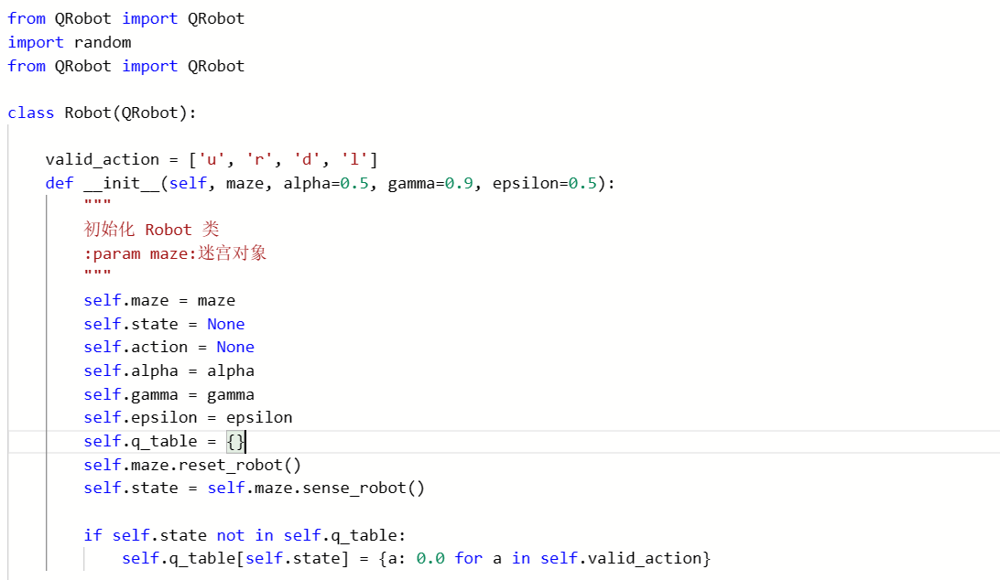 from QRobot import QRobot
import random
from QRobot import QRobot
class Robot(QRobot):
    valid_action = ['u', 'r', 'd', 'l']
    def __init__(self, maze, alpha=0.5, gamma=0.9, epsilon=0.5):
        """
        初始化 Robot 类
        :param maze:迷宫对象
        """
        self.maze = maze
        self.state = None
        self.action = None
        self.alpha = alpha
        self.gamma = gamma
        self.epsilon = epsilon
        self.q_table = {}
        self.maze.reset_robot()
        self.state = self.maze.sense_robot()
        if self.state not in self.q_table:
            self.q_table[self.state] = {a: 0.0 for a in self.valid_action}